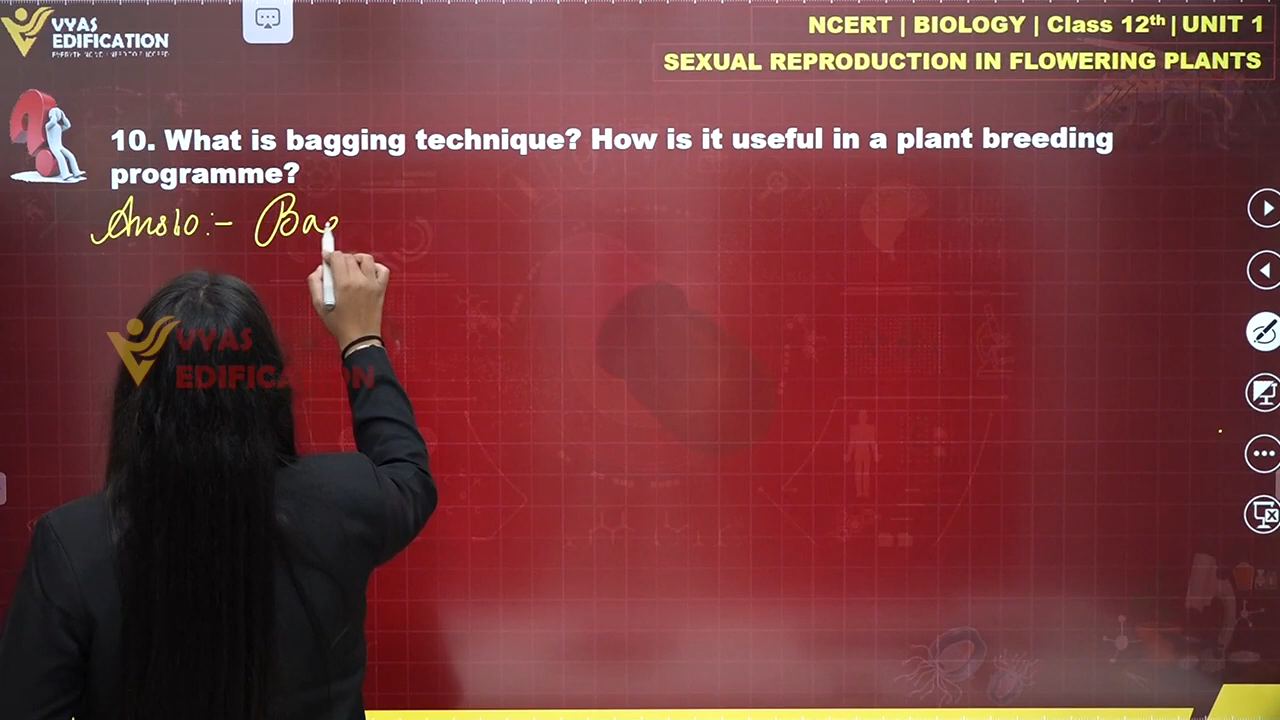 VYAS
EDIFICATION
NCERT | BIOLOGY | Class 12th | UNIT 1
SEXUAL REPRODUCTION IN FLOWERING PLANTS
10. What is bagging technique? How is it useful in a plant breeding
programme?
Ans10:- Bag
VYAS
EDIFICATION